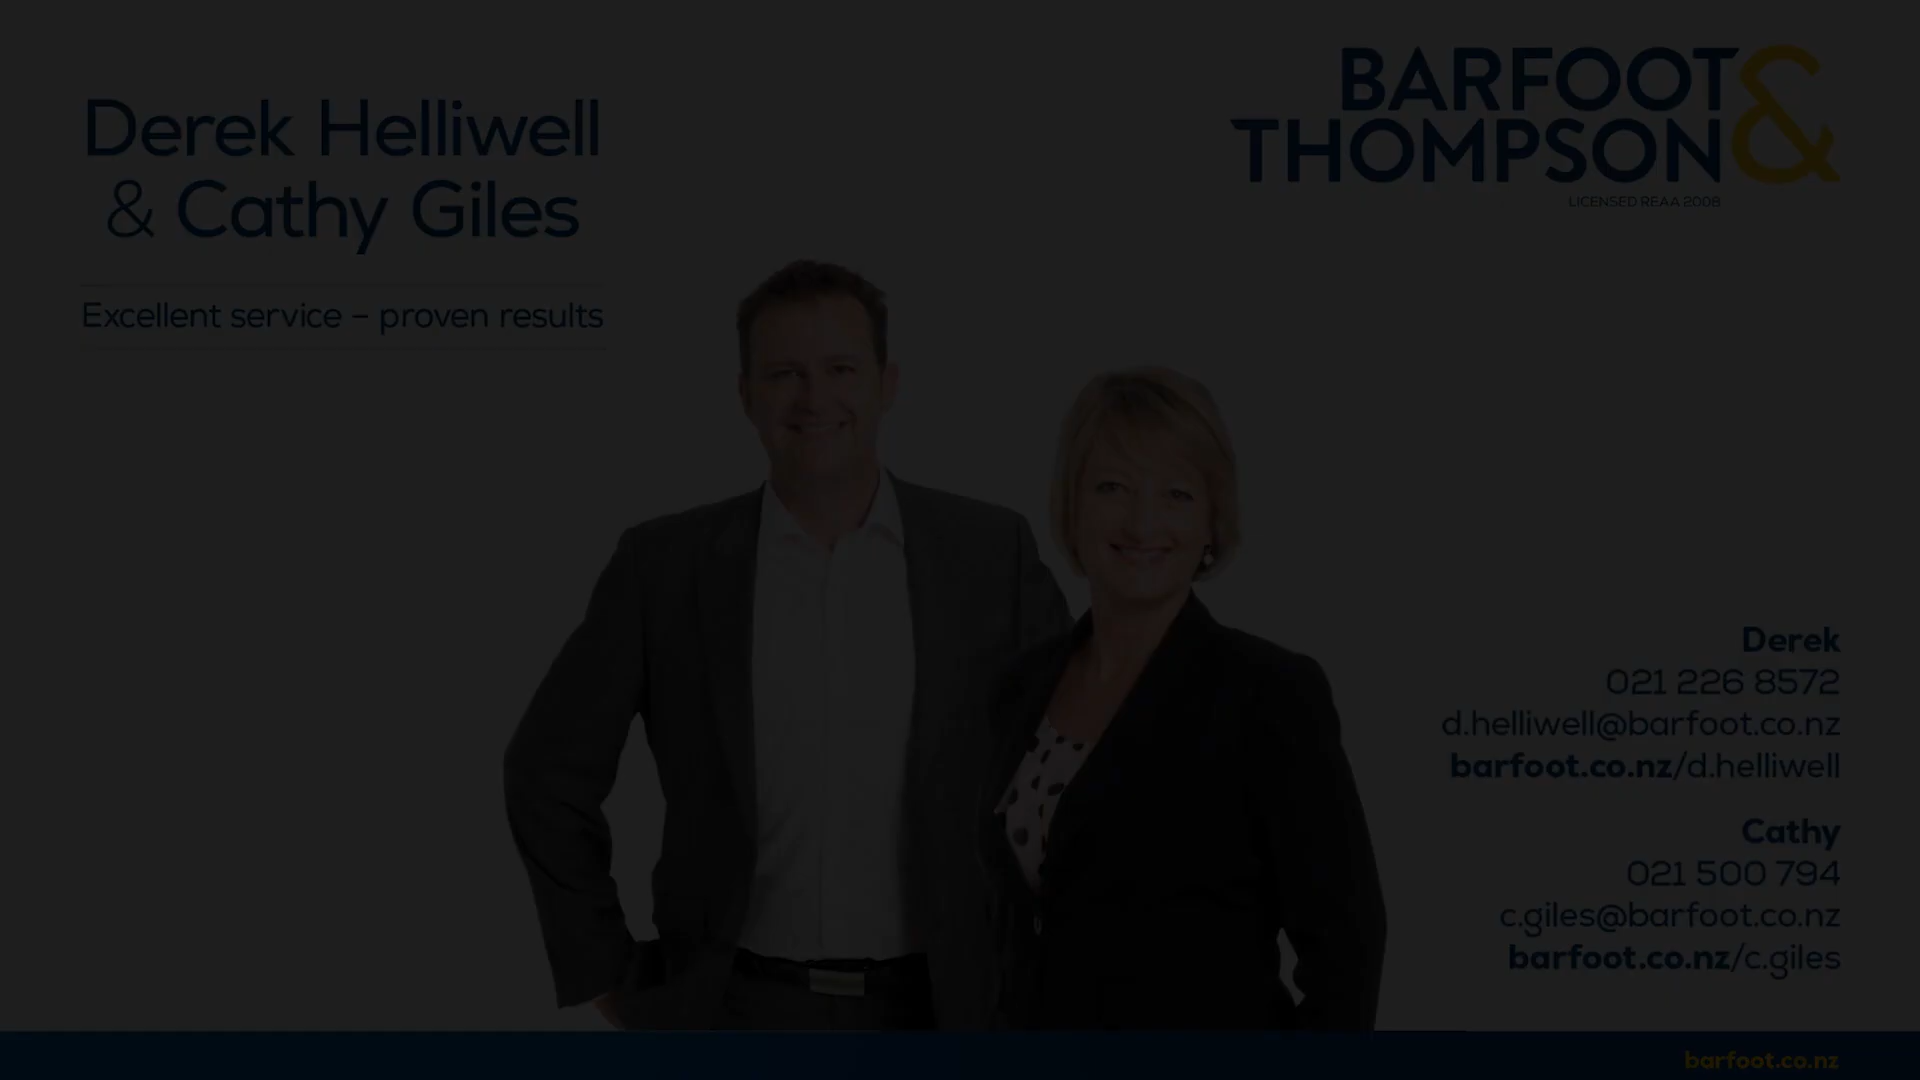 Derek Helliwell
& Cathy Giles
Excellent service – proven results
BARFOOT &
THOMPSON
LICENSED REAA 2008
Derek
021 226 8572
d.helliwell@barfoot.co.nz
barfoot.co.nz/d.helliwell
Cathy
021 500 794
c.giles@barfoot.co.nz
barfoot.co.nz/c.giles
barfoot.co.nz